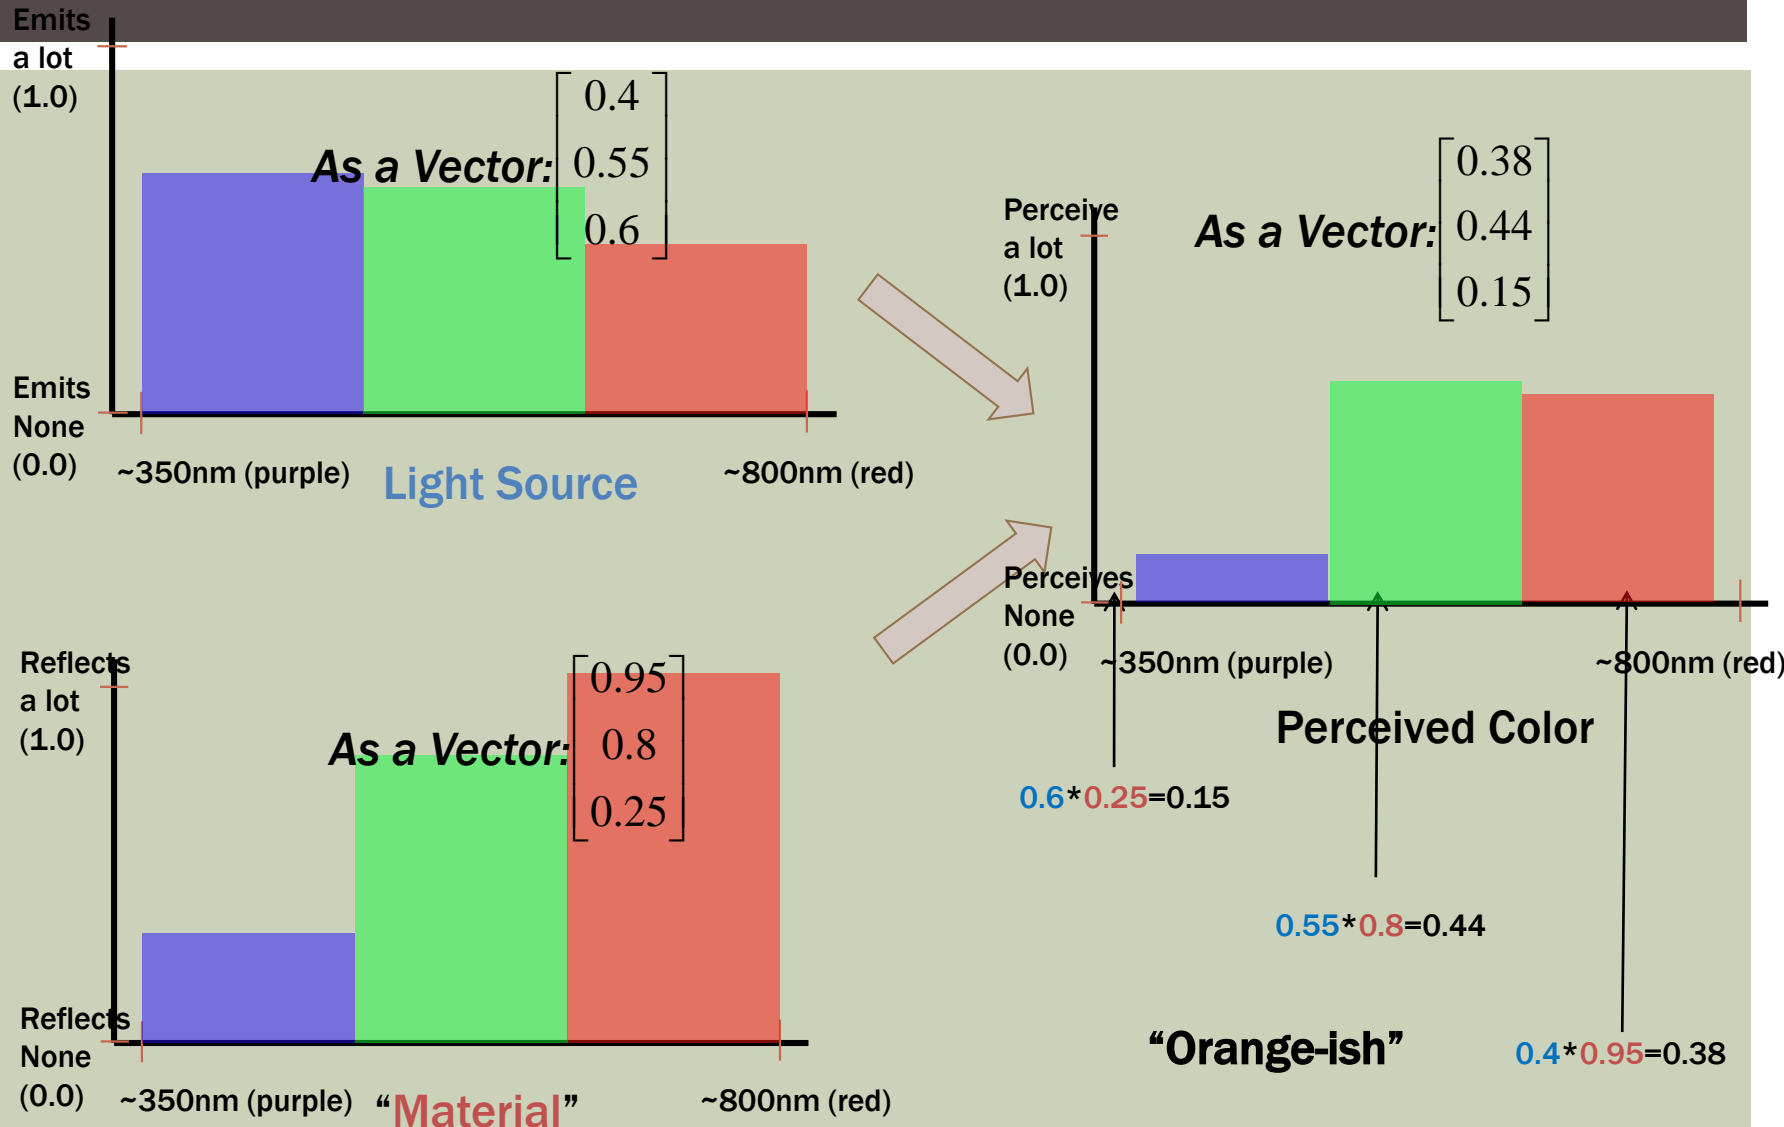 Emits
a lot
(1.0)
As a Vector:
0.4
0.55
0.6
Emits
None
(0.0)
~350nm (purple)
Light Source
~800nm (red)
Perceive
a lot
(1.0)
As a Vector:
0.38
0.44
0.15
Perceives
None
(0.0)
~350nm (purple)
~800nm (red)
Perceived Color
0.6*0.25=0.15
0.55*0.8=0.44
0.4*0.95=0.38
“Orange-ish”
Reflects
a lot
(1.0)
As a Vector:
0.95
0.8
0.25
Reflects
None
(0.0)
~350nm (purple)
“Material”
~800nm (red)